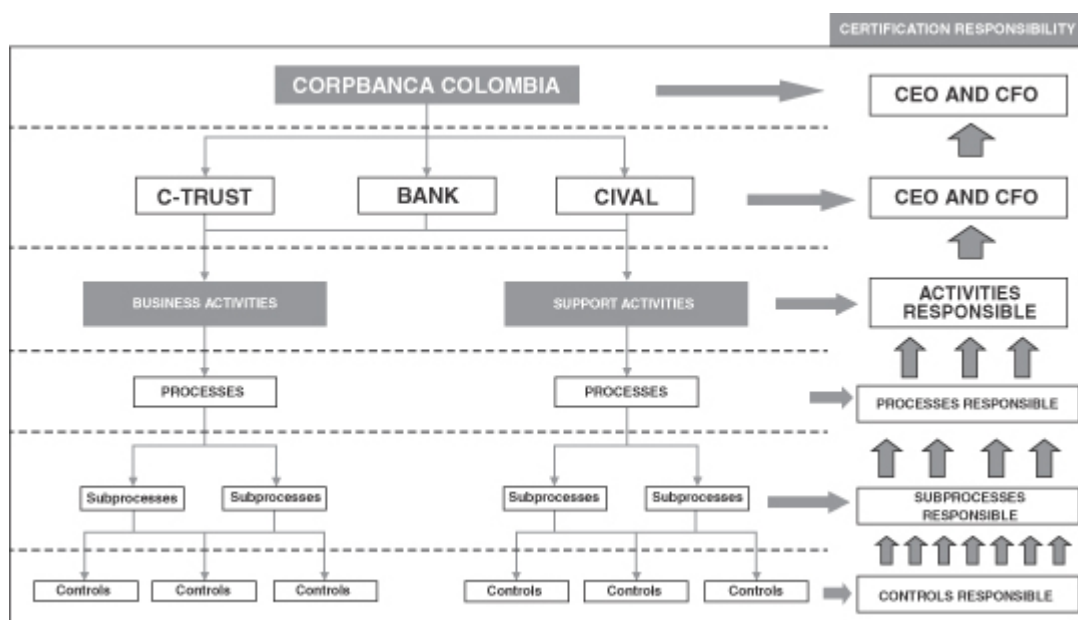 CERTIFICATION RESPONSIBILITY
CORPBANCA COLOMBIA
CEO AND CFO
C-TRUST
BANK
CIVAL
CEO AND CFO
BUSINESS ACTIVITIES
SUPPORT ACTIVITIES
ACTIVITIES
RESPONSIBLE
PROCESSES
PROCESSES
PROCESSES RESPONSIBLE
Subprocesses
Subprocesses
Subprocesses
Subprocesses
SUBPROCESSES
RESPONSIBLE
Controls
Controls
Controls
Controls
Controls
Controls
CONTROLS RESPONSIBLE